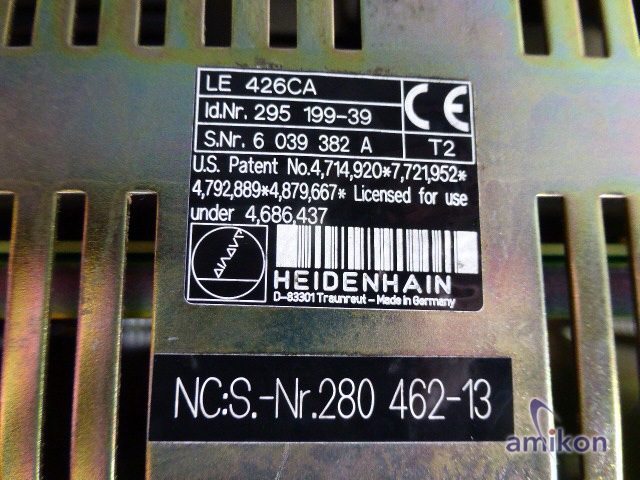 LE 426CA
Id.Nr. 295 199-39
S.Nr. 6 039 382 A
CE
T2
U.S. Patent No.4,714,920*7,721,952*
4,792,889*4,879,667* Licensed for use
under 4,686,437
HEIDENHAIN
D-83301 Traunreut - Made in Germany
NC:S.-Nr.280 462-13
amikon